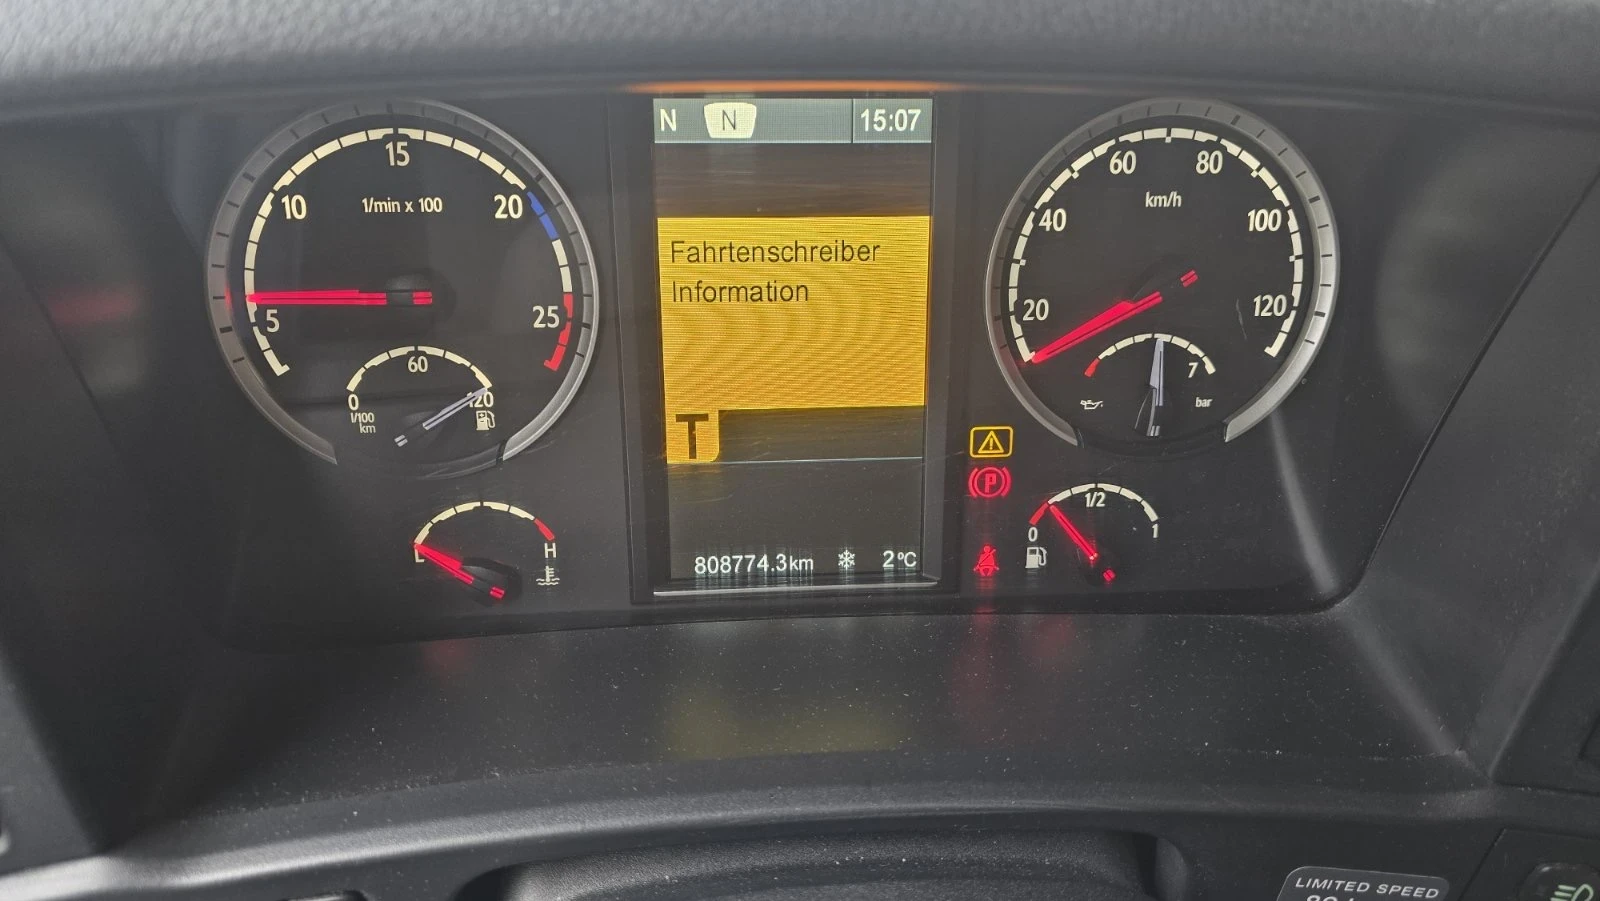 N N 15:07
Fahrtenschreiber
Information
T
808774.3km 2°C
5 10 15 20 25
1/min x 100
0 60 120
l/100
km
H
20 40 60 80 100 120
km/h
7
bar
P
0 1/2 1
LIMITED SPEED